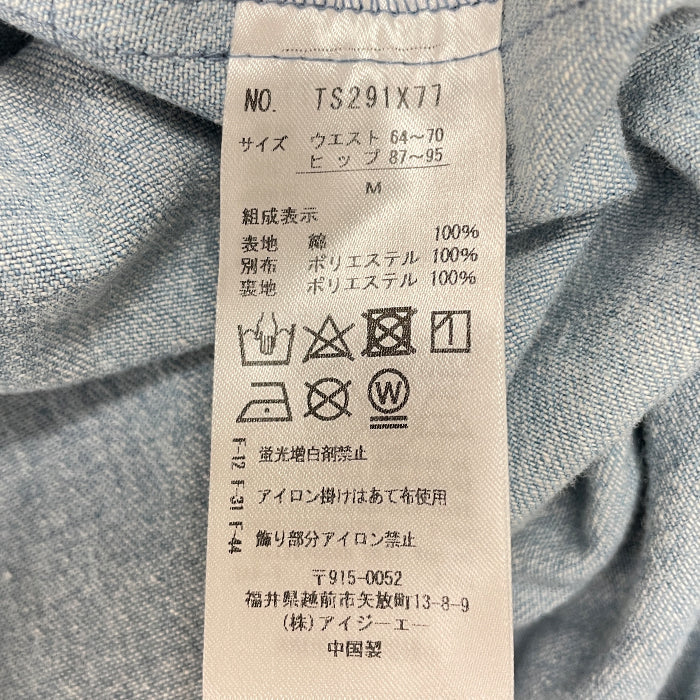 NO. TS291X77
サイズ ウエスト 64〜70
ヒップ 87〜95
M
組成表示
表地 綿 100%
別布 ポリエステル 100%
裏地 ポリエステル 100%
W
F-12 蛍光増白剤禁止
F-31 アイロン掛けはあて布使用
F-44 飾り部分アイロン禁止
〒915-0052
福井県越前市矢放町13-8-9
(株)アイジーエー
中国製